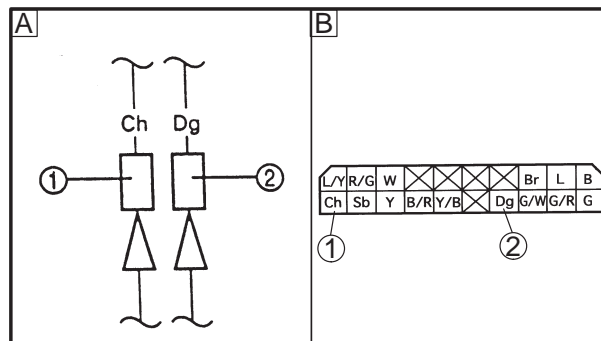 A
B
Ch Dg
① ②
L/Y R/G W Br L B
Ch Sb Y B/R Y/B Dg G/W G/R G
① ②